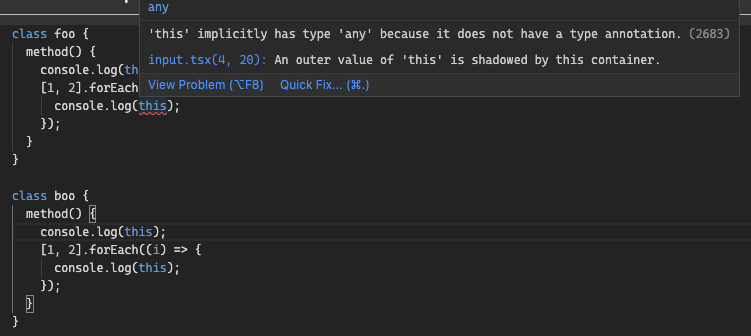 any
class foo {
'this' implicitly has type 'any' because it does not have a type annotation. (2683)
method() {
input.tsx(4, 20): An outer value of 'this' is shadowed by this container.
console.log(th
View Problem (⌥F8) Quick Fix... (⌘.)
[1, 2].forEach
console.log(this);
});
}
}
class boo {
method() {
console.log(this);
[1, 2].forEach((i) => {
console.log(this);
});
}
}